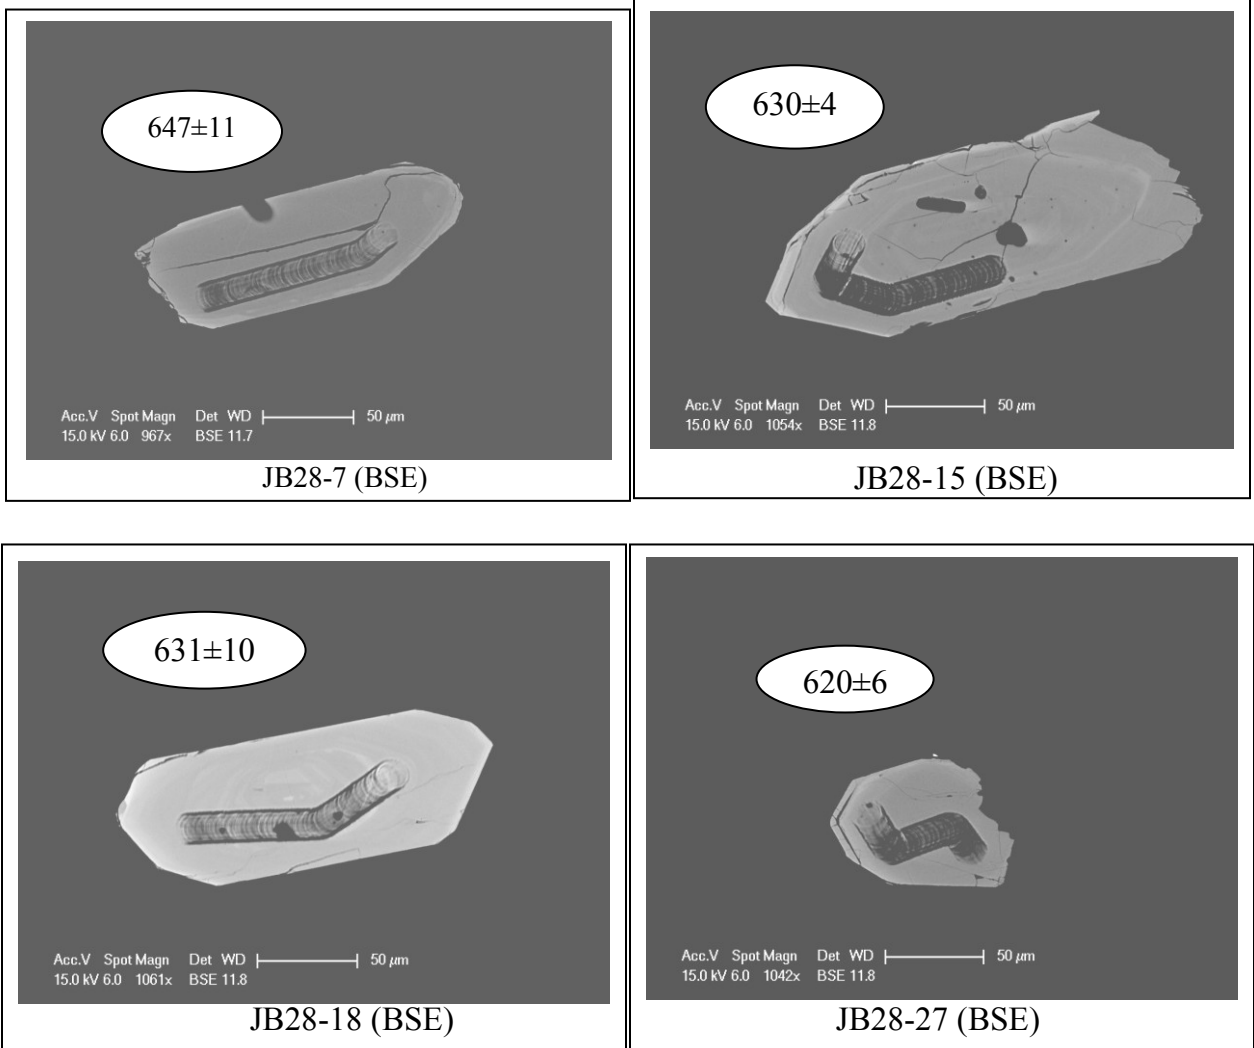 647±11
Acc.V Spot Magn Det WD 50 µm
15.0 kV 6.0 967x BSE 11.7
JB28-7 (BSE)
630±4
Acc.V Spot Magn Det WD 50 µm
15.0 kV 6.0 1054x BSE 11.8
JB28-15 (BSE)
631±10
Acc.V Spot Magn Det WD 50 µm
15.0 kV 6.0 1061x BSE 11.8
JB28-18 (BSE)
620±6
Acc.V Spot Magn Det WD 50 µm
15.0 kV 6.0 1042x BSE 11.8
JB28-27 (BSE)